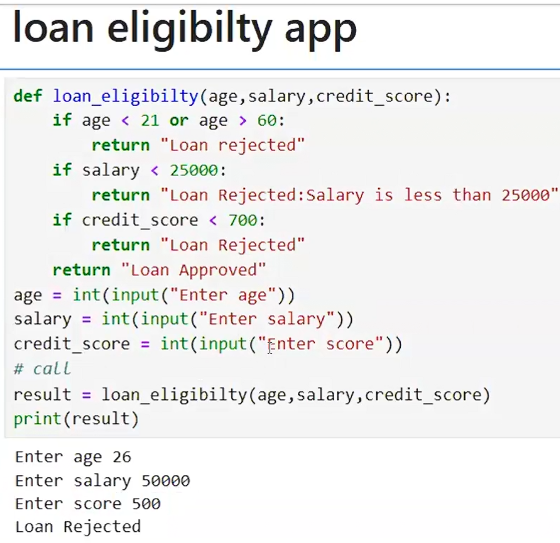 loan eligibilty app
def loan_eligibilty(age,salary,credit_score):
    if age < 21 or age > 60:
        return "Loan rejected"
    if salary < 25000:
        return "Loan Rejected:Salary is less than 25000"
    if credit_score < 700:
        return "Loan Rejected"
    return "Loan Approved"
age = int(input("Enter age"))
salary = int(input("Enter salary"))
credit_score = int(input("Enter score"))
# call
result = loan_eligibilty(age,salary,credit_score)
print(result)
Enter age 26
Enter salary 50000
Enter score 500
Loan Rejected